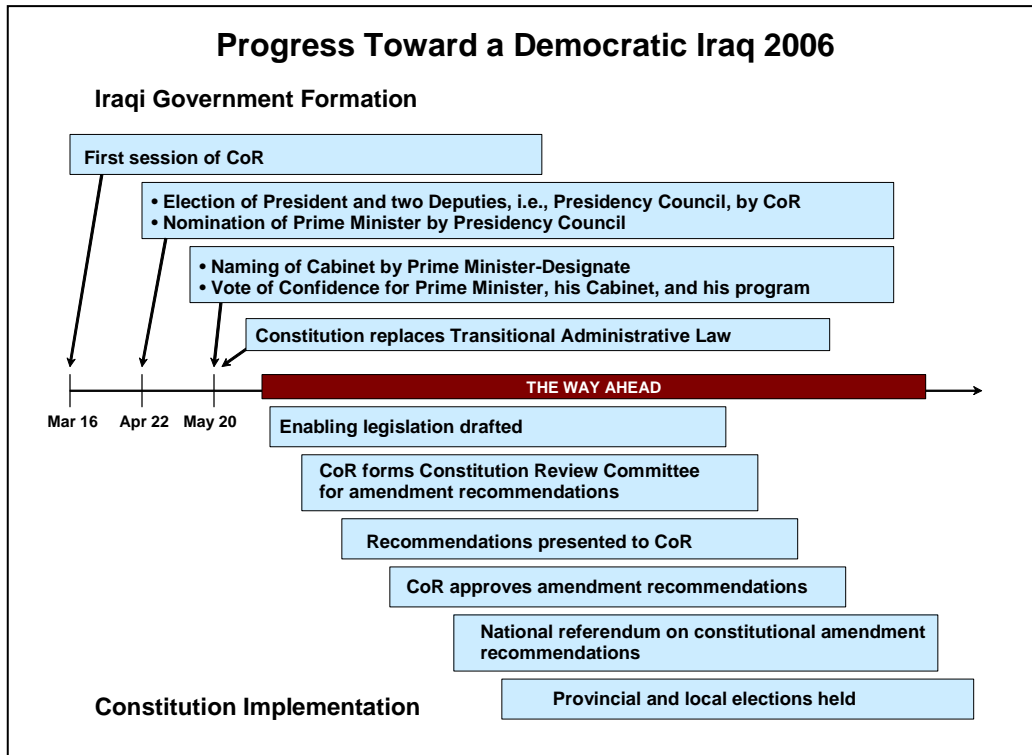 Progress Toward a Democratic Iraq 2006
Iraqi Government Formation
First session of CoR
• Election of President and two Deputies, i.e., Presidency Council, by CoR
• Nomination of Prime Minister by Presidency Council
• Naming of Cabinet by Prime Minister-Designate
• Vote of Confidence for Prime Minister, his Cabinet, and his program
Constitution replaces Transitional Administrative Law
THE WAY AHEAD
Mar 16 Apr 22 May 20
Enabling legislation drafted
CoR forms Constitution Review Committee
for amendment recommendations
Recommendations presented to CoR
CoR approves amendment recommendations
National referendum on constitutional amendment
recommendations
Provincial and local elections held
Constitution Implementation